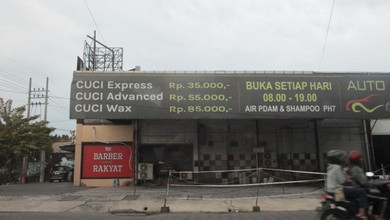 CUCI Express Rp. 35.000,-
CUCI Advanced Rp. 55.000,-
CUCI Wax Rp. 85.000,-
BUKA SETIAP HARI
08.00 - 19.00
AIR PDAM & SHAMPOO PH7
AUTO
BARBER
RAKYAT